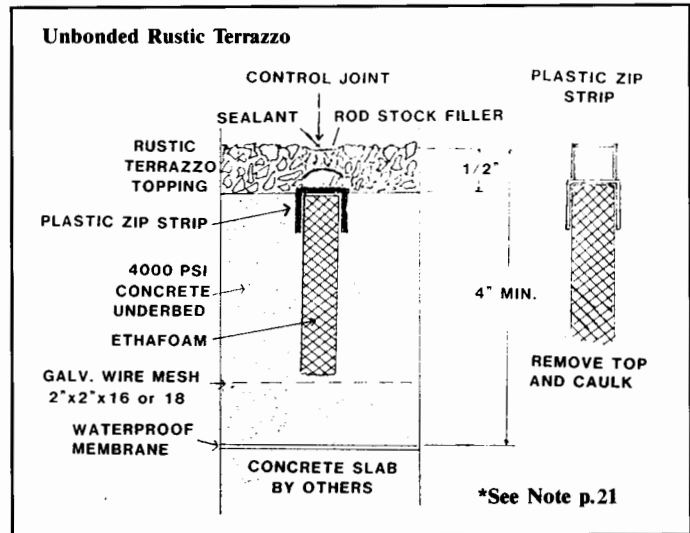 Unbonded Rustic Terrazzo
CONTROL JOINT
SEALANT
ROD STOCK FILLER
RUSTIC
TERRAZZO
TOPPING
PLASTIC ZIP STRIP
4000 PSI
CONCRETE
UNDERBED
ETHAFOAM
GALV. WIRE MESH
2"x2"x16 or 18
WATERPROOF
MEMBRANE
CONCRETE SLAB
BY OTHERS
1/2"
4" MIN.
PLASTIC ZIP
STRIP
REMOVE TOP
AND CAULK
*See Note p.21